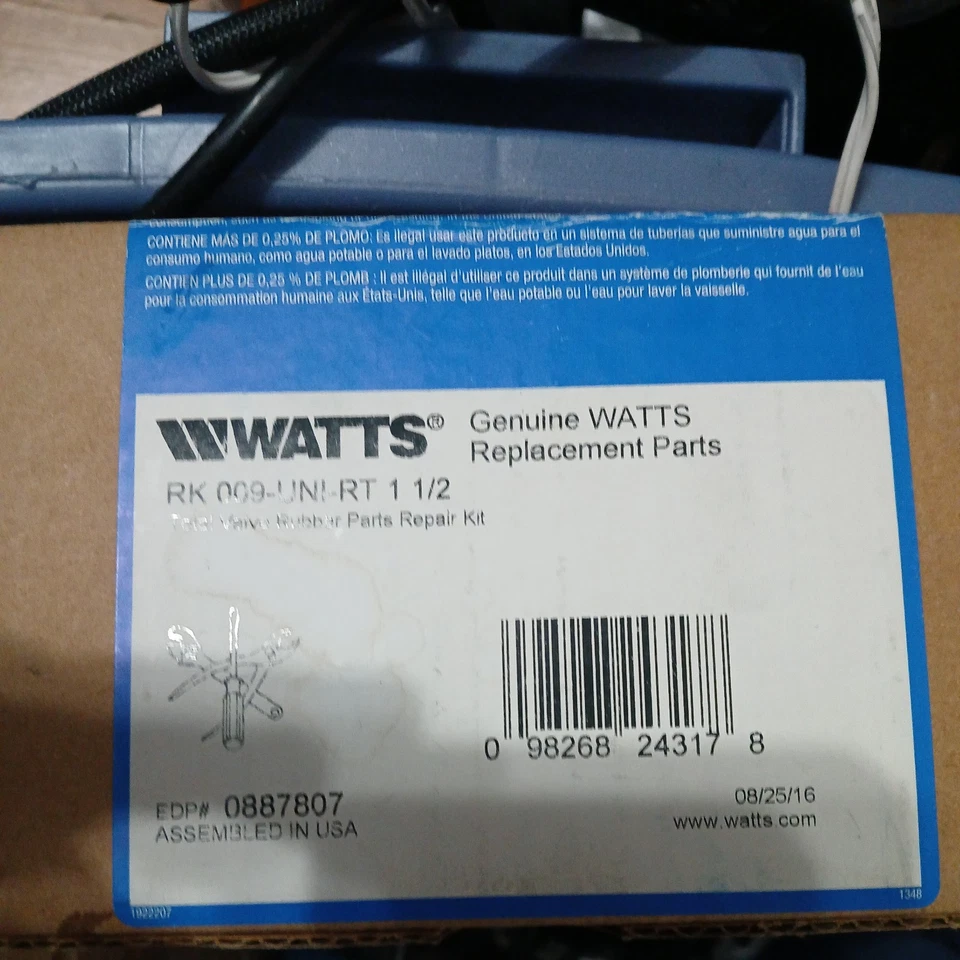 CONTIENE MÁS DE 0,25% DE PLOMO: Es ilegal usar este producto en un sistema de tuberías que suministre agua para el
consumo humano, como agua potable o para el lavado platos, en los Estados Unidos.
CONTIEN PLUS DE 0,25 % DE PLOMB : Il est illégal d'utiliser ce produit dans un système de plomberie qui fournit de l'eau
pour la consommation humaine aux États-Unis, telle que l'eau potable ou l'eau pour laver la vaisselle.
WATTS® Genuine WATTS
Replacement Parts
RK 009-UNI-RT 1 1/2
Total Valve Rubber Parts Repair Kit
0 98268 24317 8
EDP# 0887807
ASSEMBLED IN USA
08/25/16
www.watts.com
1922207
1348